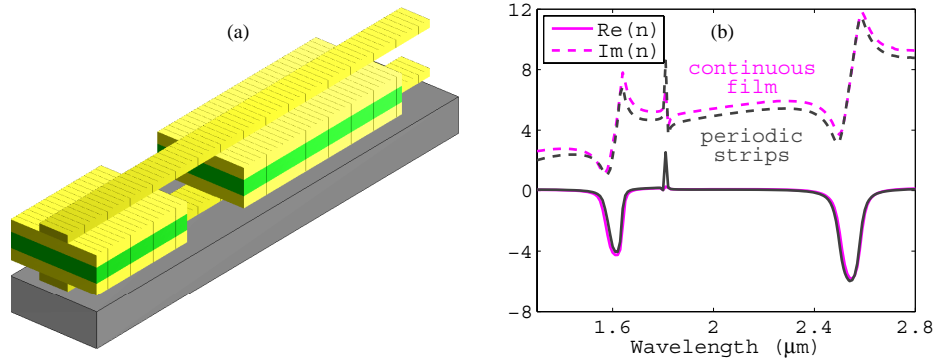 (a)
(b)
Re(n)
Im(n)
continuous
film
periodic
strips
12
8
4
0
-4
-8
1.6
2
2.4
2.8
Wavelength (μm)